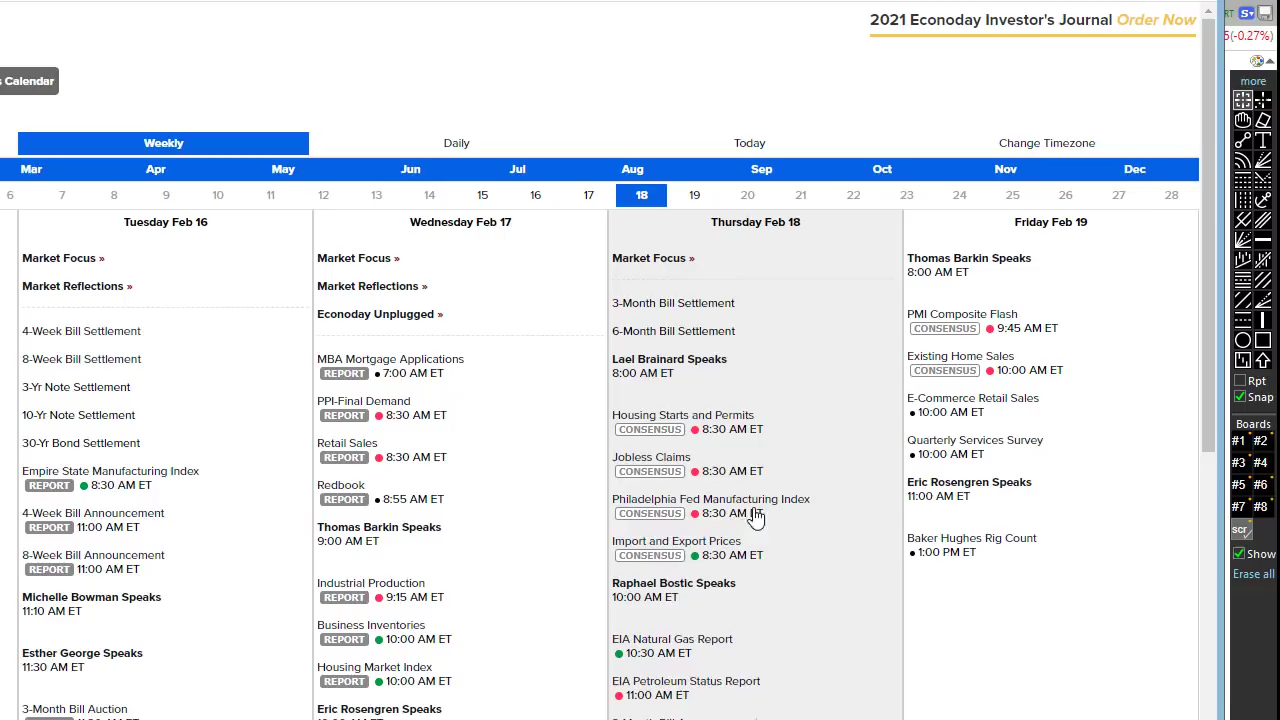 2021 Econoday Investor's Journal Order Now
s Calendar
Weekly Daily Today Change Timezone
Mar Apr May Jun Jul Aug Sep Oct Nov Dec
6 7 8 9 10 11 12 13 14 15 16 17 18 19 20 21 22 23 24 25 26 27 28
Tuesday Feb 16
Market Focus »
Market Reflections »
4-Week Bill Settlement
8-Week Bill Settlement
3-Yr Note Settlement
10-Yr Note Settlement
30-Yr Bond Settlement
Empire State Manufacturing Index
REPORT 8:30 AM ET
4-Week Bill Announcement
REPORT 11:00 AM ET
8-Week Bill Announcement
REPORT 11:00 AM ET
Michelle Bowman Speaks
11:10 AM ET
Esther George Speaks
11:30 AM ET
3-Month Bill Auction
Wednesday Feb 17
Market Focus »
Market Reflections »
Econoday Unplugged »
MBA Mortgage Applications
REPORT 7:00 AM ET
PPI-Final Demand
REPORT 8:30 AM ET
Retail Sales
REPORT 8:30 AM ET
Redbook
REPORT 8:55 AM ET
Thomas Barkin Speaks
9:00 AM ET
Industrial Production
REPORT 9:15 AM ET
Business Inventories
REPORT 10:00 AM ET
Housing Market Index
REPORT 10:00 AM ET
Eric Rosengren Speaks
Thursday Feb 18
Market Focus »
3-Month Bill Settlement
6-Month Bill Settlement
Lael Brainard Speaks
8:00 AM ET
Housing Starts and Permits
CONSENSUS 8:30 AM ET
Jobless Claims
CONSENSUS 8:30 AM ET
Philadelphia Fed Manufacturing Index
CONSENSUS 8:30 AM ET
Import and Export Prices
CONSENSUS 8:30 AM ET
Raphael Bostic Speaks
10:00 AM ET
EIA Natural Gas Report
10:30 AM ET
EIA Petroleum Status Report
11:00 AM ET
Friday Feb 19
Thomas Barkin Speaks
8:00 AM ET
PMI Composite Flash
CONSENSUS 9:45 AM ET
Existing Home Sales
CONSENSUS 10:00 AM ET
E-Commerce Retail Sales
10:00 AM ET
Quarterly Services Survey
10:00 AM ET
Eric Rosengren Speaks
11:00 AM ET
Baker Hughes Rig Count
1:00 PM ET
RT S
5(-0.27%)
more
Rpt
Snap
Boards
#1 #2
#3 #4
#5 #6
#7 #8
scr
Show
Erase all